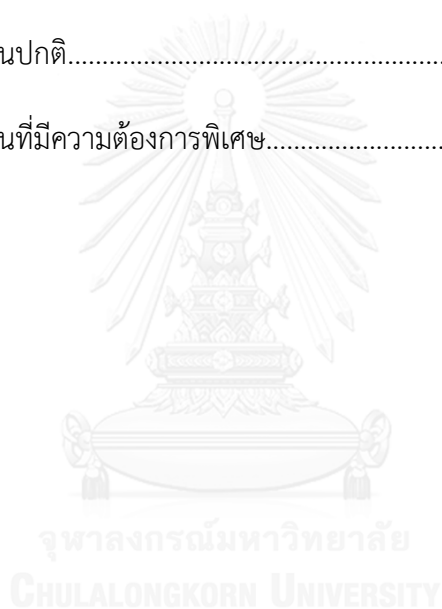 นปกติ..........................................................
นที่มีความต้องการพิเศษ..........................
จุฬาลงกรณ์มหาวิทยาลัย
CHULALONGKORN UNIVERSITY